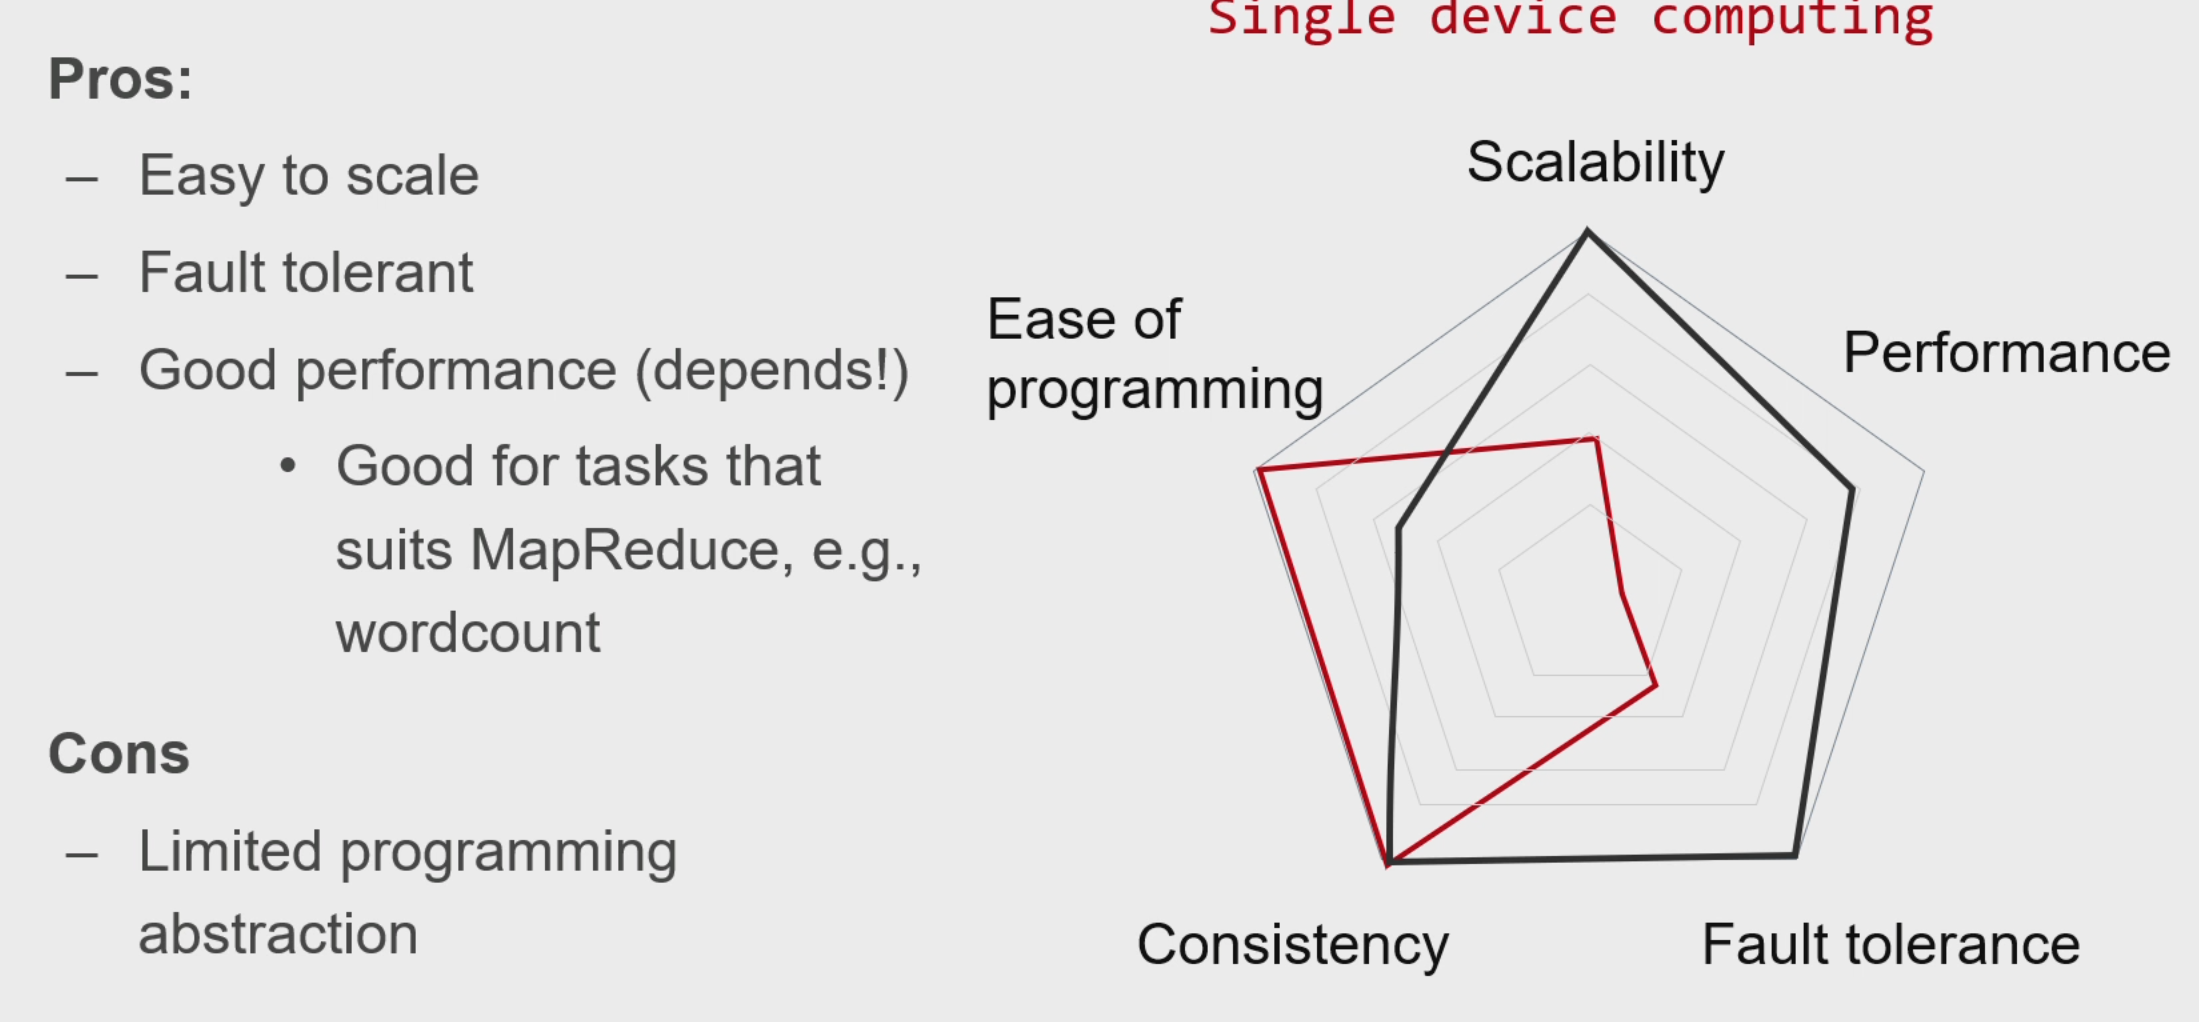 Single device computing
Pros:
– Easy to scale
– Fault tolerant
– Good performance (depends!)
• Good for tasks that
suits MapReduce, e.g.,
wordcount
Cons
– Limited programming
abstraction
Scalability
Ease of
programming
Performance
Consistency
Fault tolerance